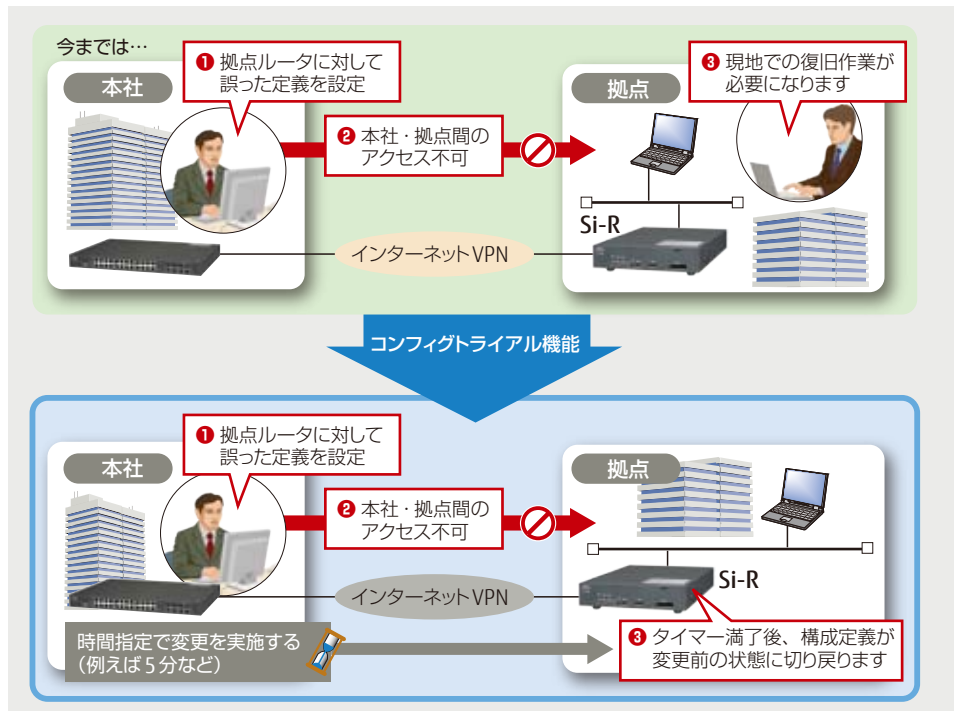 今までは…
本社
❶ 拠点ルータに対して
誤った定義を設定
❷ 本社・拠点間の
アクセス不可
拠点
❸ 現地での復旧作業が
必要になります
Si-R
インターネット VPN
コンフィグトライアル機能
本社
❶ 拠点ルータに対して
誤った定義を設定
❷ 本社・拠点間の
アクセス不可
拠点
インターネット VPN
Si-R
時間指定で変更を実施する
(例えば5分など)
❸ タイマー満了後、構成定義が
変更前の状態に切り戻ります